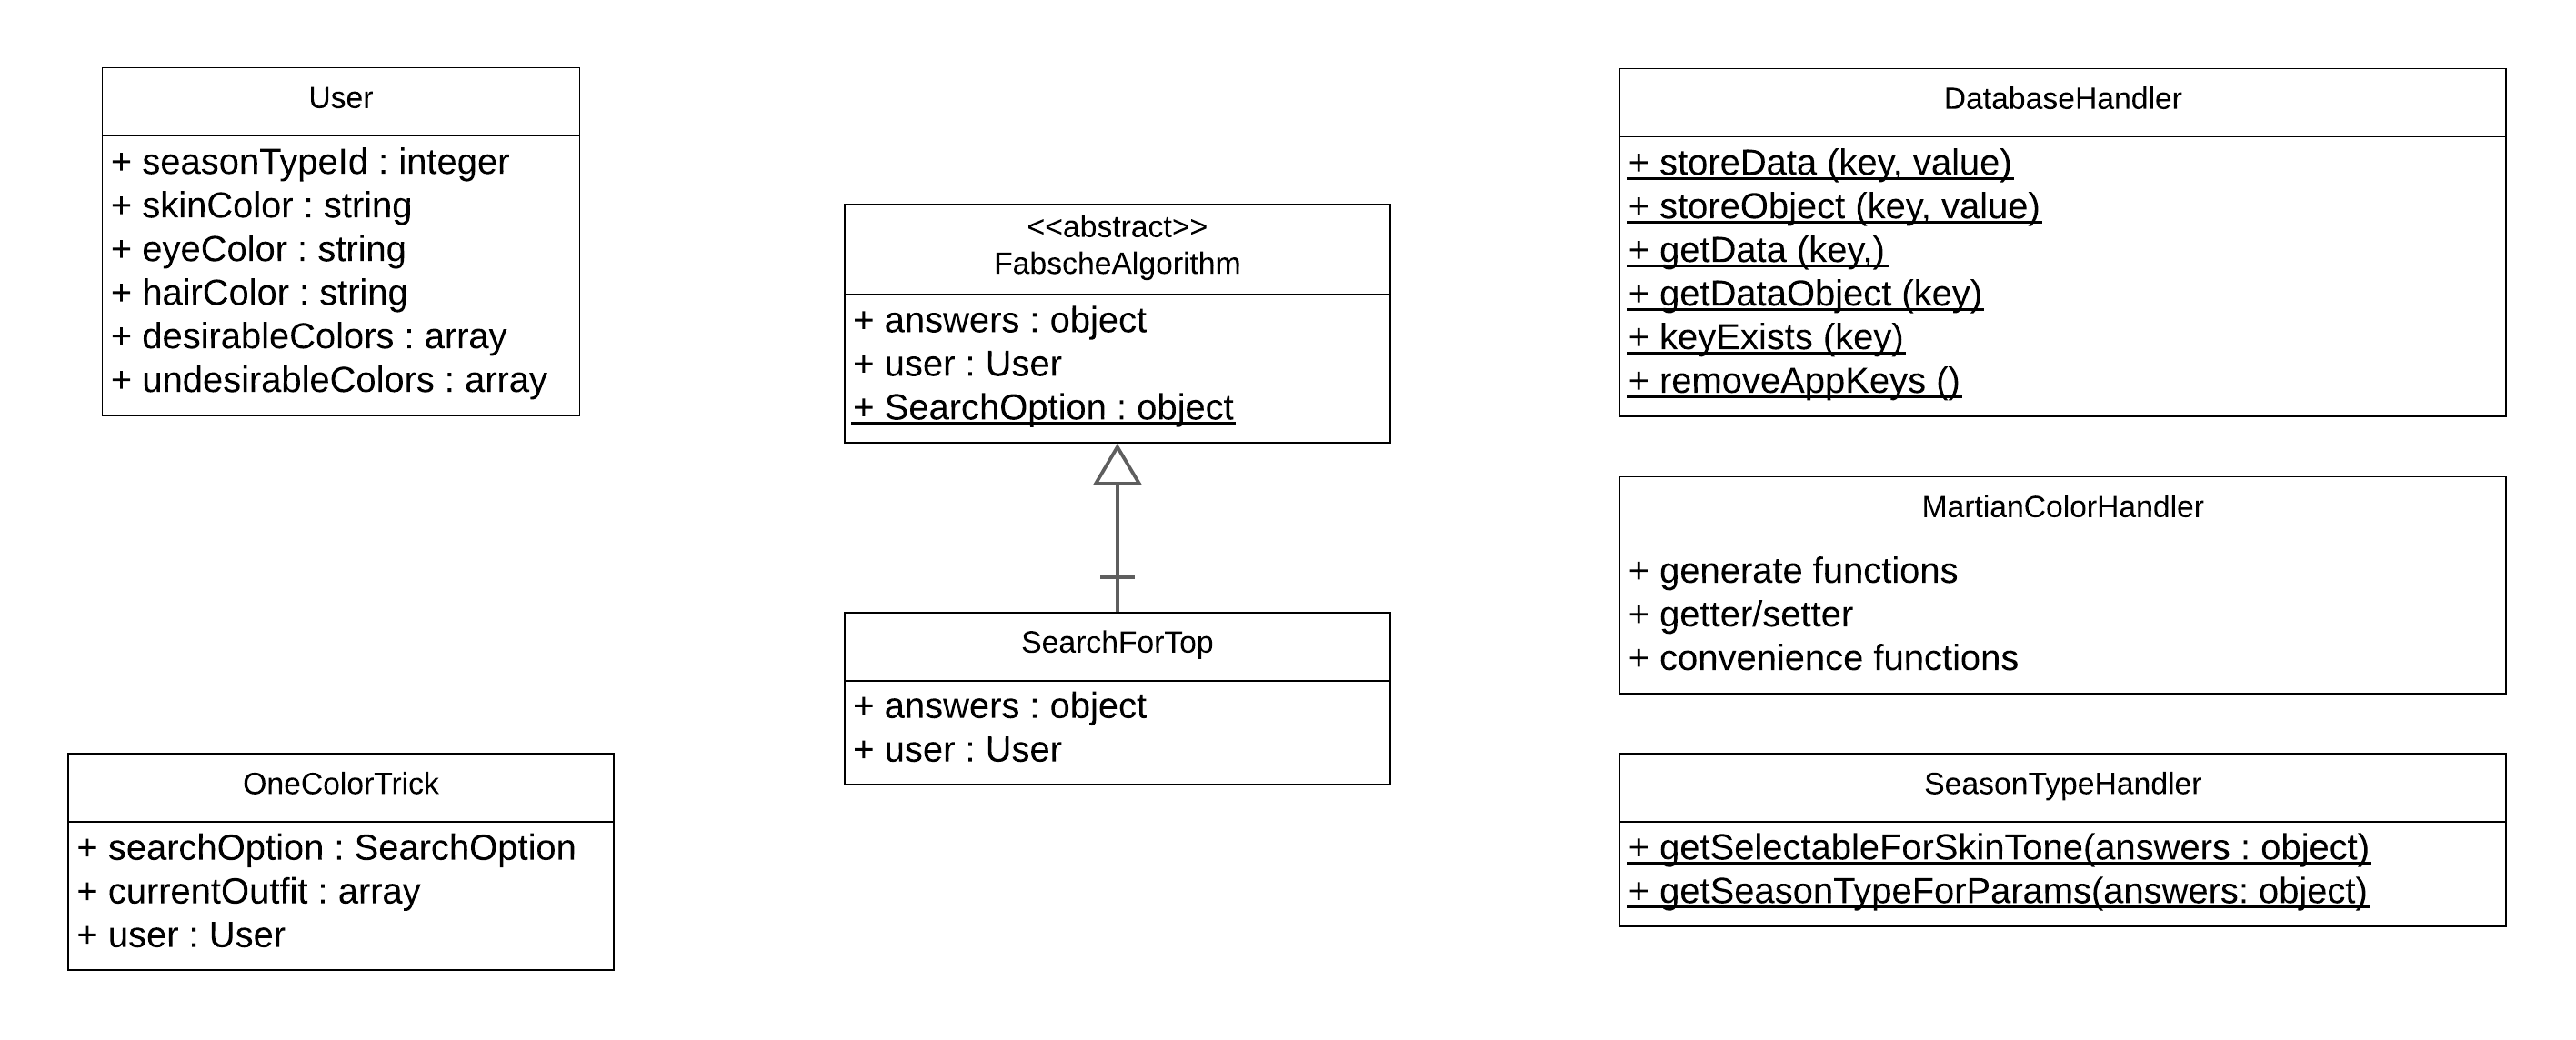 User
+ seasonTypeId : integer
+ skinColor : string
+ eyeColor : string
+ hairColor : string
+ desirableColors : array
+ undesirableColors : array
OneColorTrick
+ searchOption : SearchOption
+ currentOutfit : array
+ user : User
<<abstract>>
FabscheAlgorithm
+ answers : object
+ user : User
+ SearchOption : object
SearchForTop
+ answers : object
+ user : User
DatabaseHandler
+ storeData (key, value)
+ storeObject (key, value)
+ getData (key,)
+ getDataObject (key)
+ keyExists (key)
+ removeAppKeys ()
MartianColorHandler
+ generate functions
+ getter/setter
+ convenience functions
SeasonTypeHandler
+ getSelectableForSkinTone(answers : object)
+ getSeasonTypeForParams(answers: object)